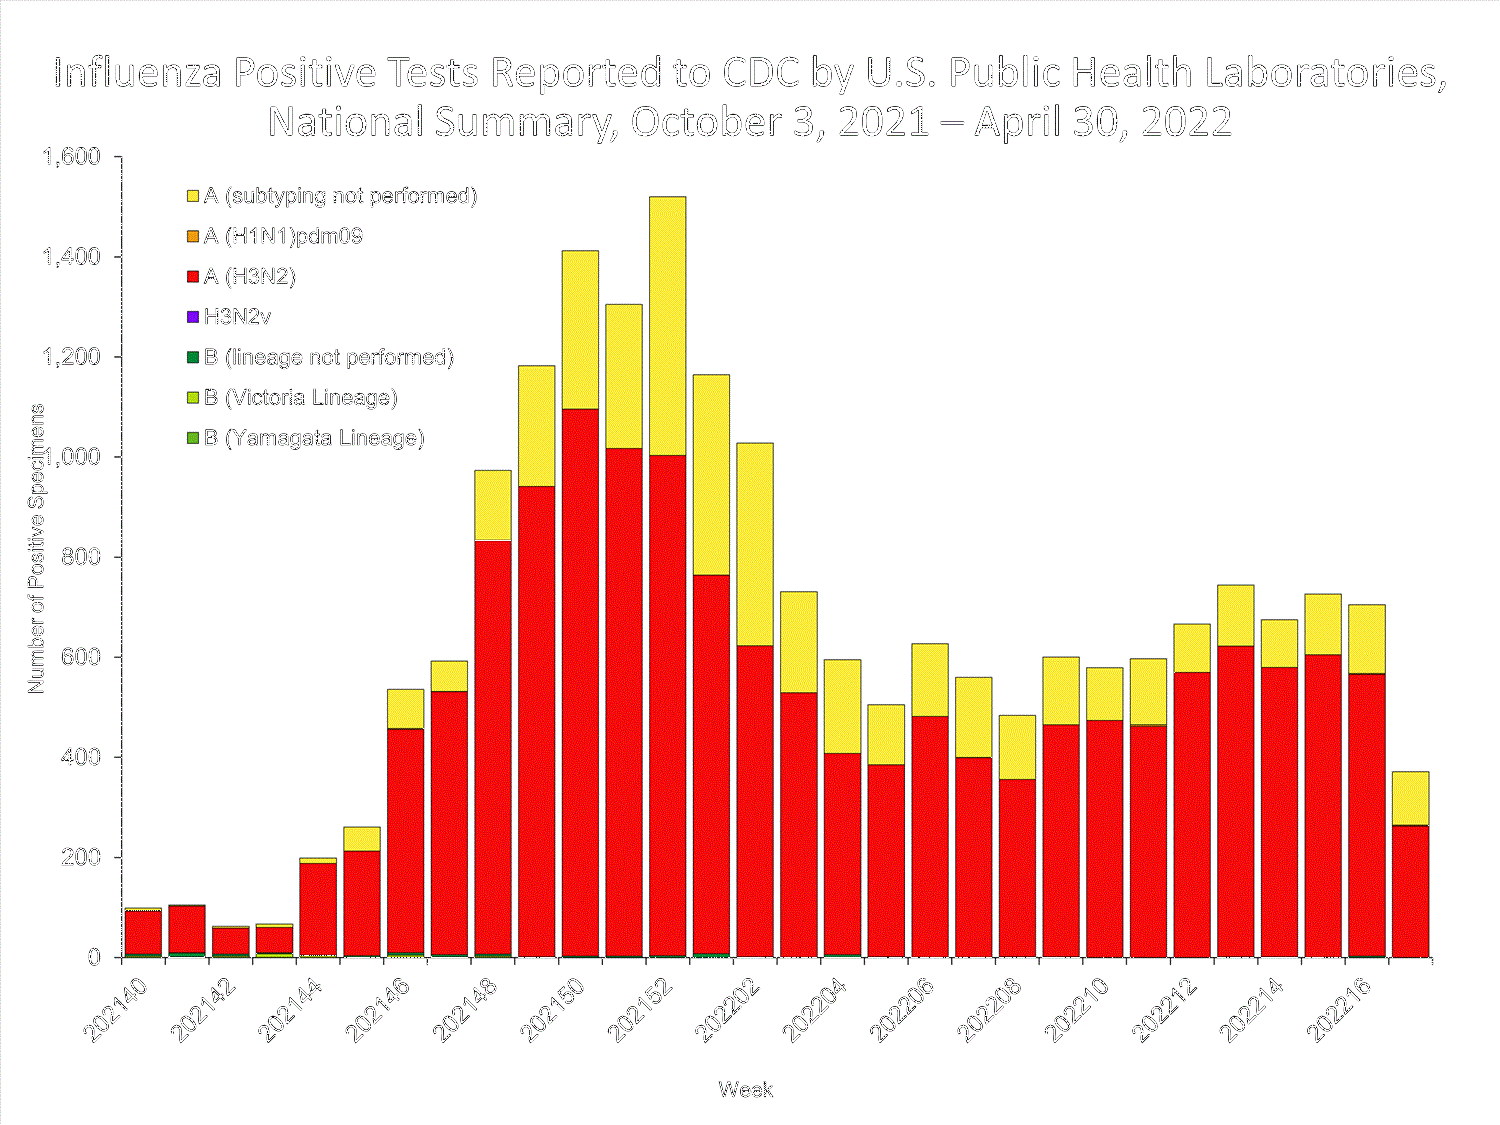 Influenza Positive Tests Reported to CDC by U.S. Public Health Laboratories,
National Summary, October 3, 2021 – April 30, 2022
1,600
1,400
1,200
1,000
800
600
400
200
0
Number of Positive Specimens
A (subtyping not performed)
A (H1N1)pdm09
A (H3N2)
H3N2v
B (lineage not performed)
B (Victoria Lineage)
B (Yamagata Lineage)
202140
202142
202144
202146
202148
202150
202152
202202
202204
202206
202208
202210
202212
202214
202216
Week